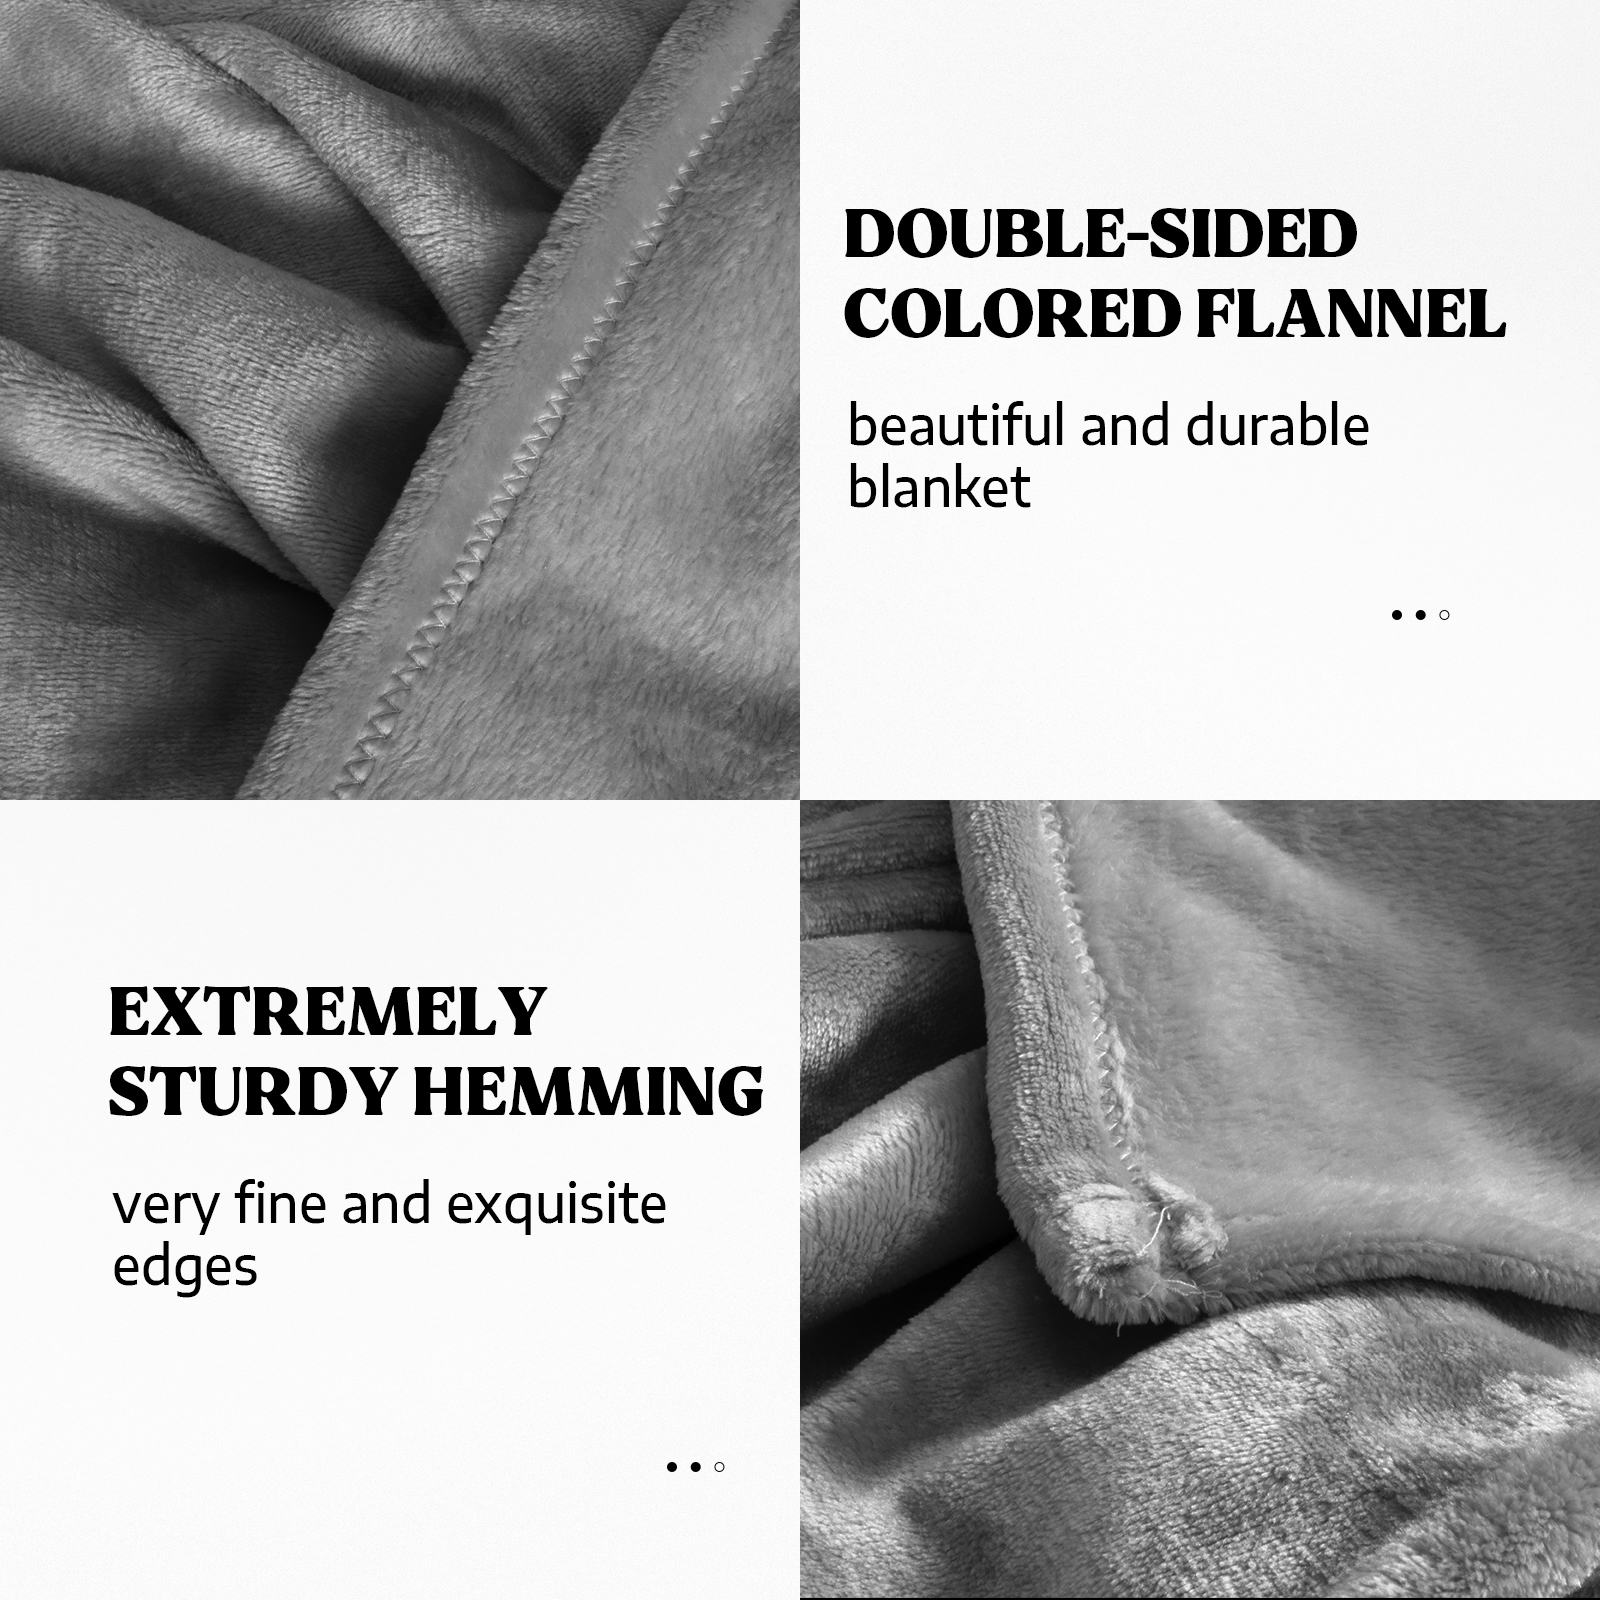 DOUBLE-SIDED
COLORED FLANNEL
beautiful and durable
blanket
EXTREMELY
STURDY HEMMING
very fine and exquisite
edges